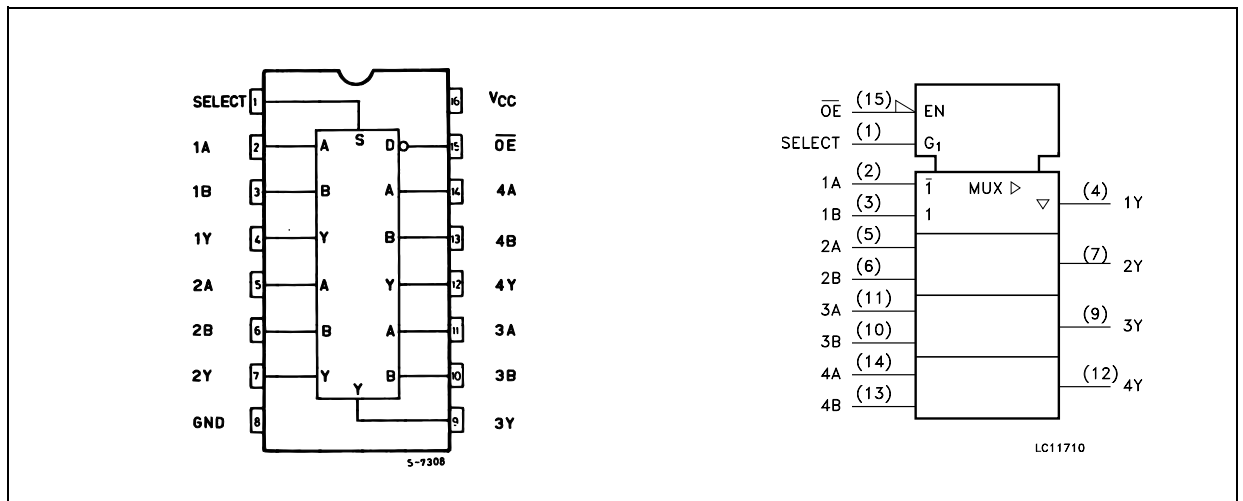 SELECT 1 S 16 VCC
1A 2 A D 15 O̅E̅
1B 3 B A 14 4A
1Y 4 Y B 13 4B
2A 5 A Y 12 4Y
2B 6 B A 11 3A
2Y 7 Y B 10 3B
GND 8 Y 9 3Y
S-7308
O̅E̅ (15) EN
SELECT (1) G1
1A (2) 1̅ MUX (4) 1Y
1B (3) 1
2A (5) (7) 2Y
2B (6)
3A (11) (9) 3Y
3B (10)
4A (14) (12) 4Y
4B (13)
LC11710